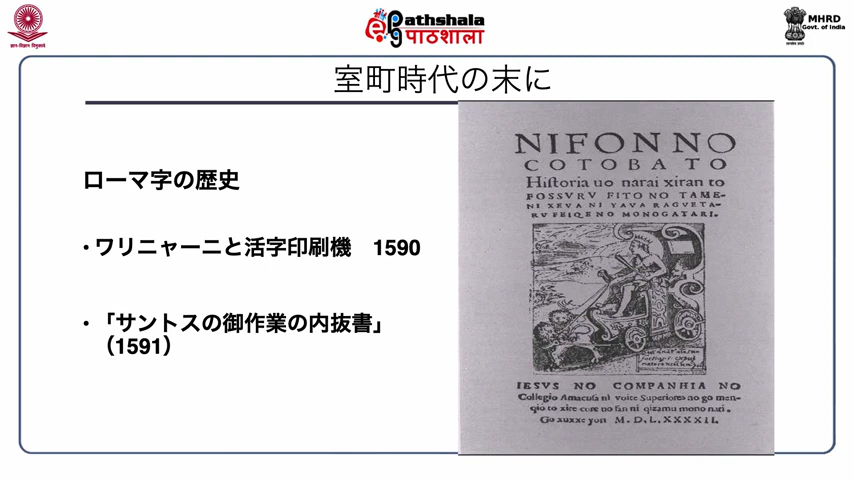 ज्ञान-विज्ञान विमुक्तये
Pathshala
पाठशाला
MHRD
Govt. of India
室町時代の末に
ローマ字の歴史
・ワリニャーニと活字印刷機 1590
・「サントスの御作業の内抜書」
（1591）
NIFON NO
COTOBA TO
Historia uo narai xiran to
FOSSVRV FITO NO TAME-
NI XEVA NI YAVA RAGVETA-
RV FEIQE NO MONOGATARI.
IESVS NO COMPANHIA NO
Collegio Amacusa ni voite Superiores no go men-
qio to xite core no fan ni qizamu mono nari.
Go xuxxe yori M. D. L. XXXXII.